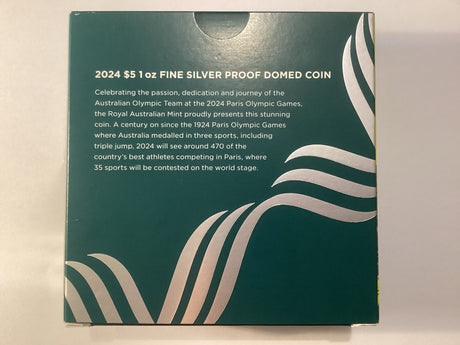 2024 $5 1 oz FINE SILVER PROOF DOMED COIN
Celebrating the passion, dedication and journey of the
Australian Olympic Team at the 2024 Paris Olympic Games,
the Royal Australian Mint proudly presents this stunning
coin. A century on since the 1924 Paris Olympic Games
where Australia medalled in three sports, including
triple jump, 2024 will see around 470 of the
country's best athletes competing in Paris, where
35 sports will be contested on the world stage.